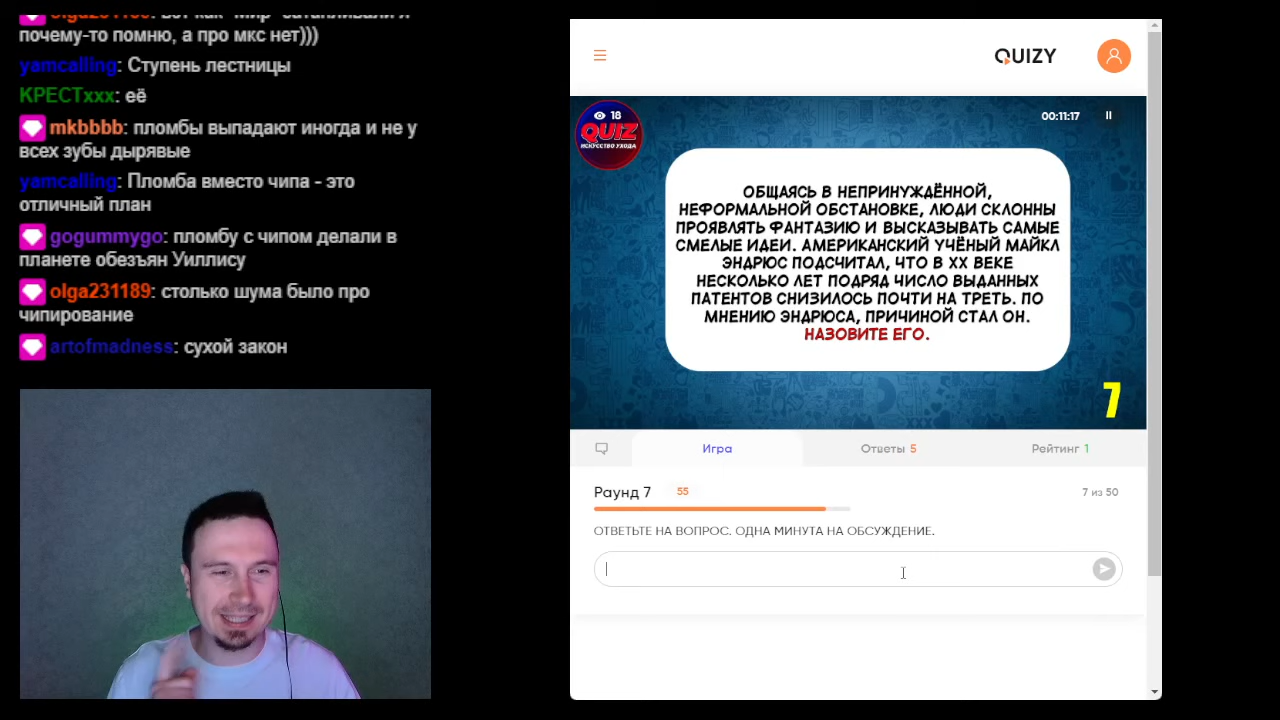 почему-то помню, а про мкс нет)))
yamcalling: Ступень лестницы
КРЕСТxxx: её
mkbbbb: пломбы выпадают иногда и не у
всех зубы дырявые
yamcalling: Пломба вместо чипа - это
отличный план
gogummygo: пломбу с чипом делали в
планете обезъян Уиллису
olga231189: столько шума было про
чипирование
artofmadness: сухой закон
QUIZY
18
QUIZ
ИСКУССТВО УХОДА
00:11:17
ОБЩАЯСЬ В НЕПРИНУЖДЁННОЙ,
НЕФОРМАЛЬНОЙ ОБСТАНОВКЕ, ЛЮДИ СКЛОННЫ
ПРОЯВЛЯТЬ ФАНТАЗИЮ И ВЫСКАЗЫВАТЬ САМЫЕ
СМЕЛЫЕ ИДЕИ. АМЕРИКАНСКИЙ УЧЁНЫЙ МАЙКЛ
ЭНДРЮС ПОДСЧИТАЛ, ЧТО В ХХ ВЕКЕ
НЕСКОЛЬКО ЛЕТ ПОДРЯД ЧИСЛО ВЫДАННЫХ
ПАТЕНТОВ СНИЗИЛОСЬ ПОЧТИ НА ТРЕТЬ. ПО
МНЕНИЮ ЭНДРЮСА, ПРИЧИНОЙ СТАЛ ОН.
НАЗОВИТЕ ЕГО.
7
Игра
Ответы 5
Рейтинг 1
Раунд 7 55
7 из 50
ОТВЕТЬТЕ НА ВОПРОС. ОДНА МИНУТА НА ОБСУЖДЕНИЕ.